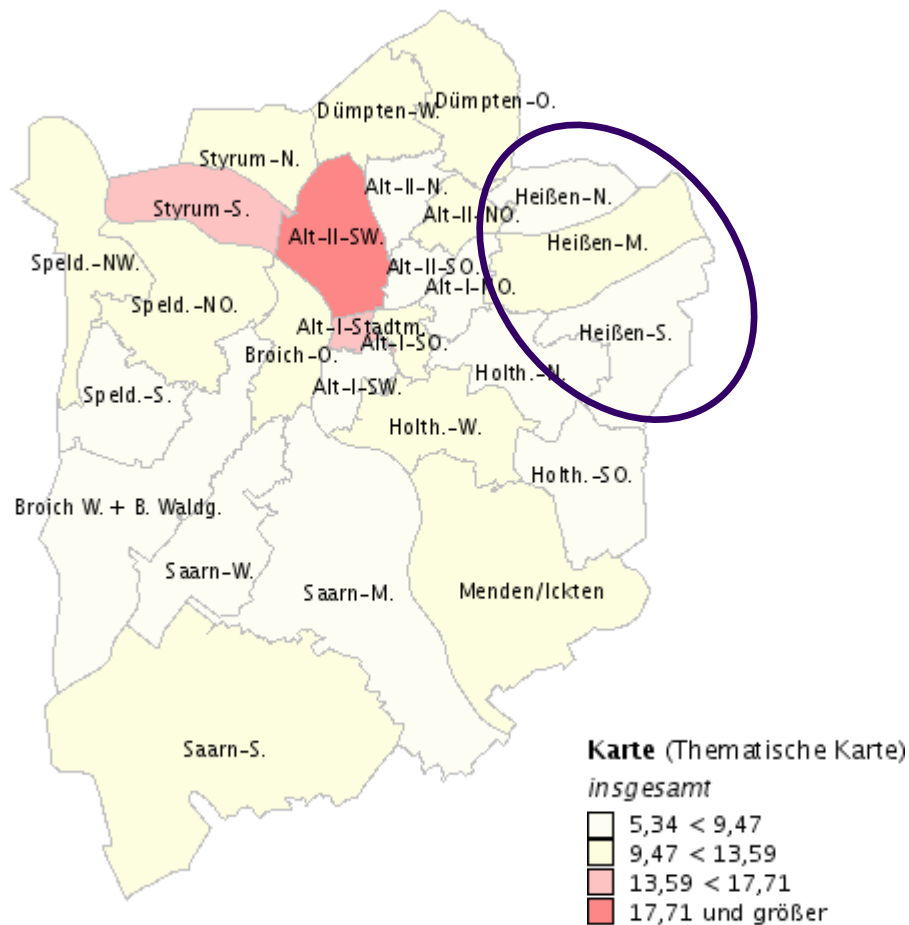 Dümpten-W.
Dümpten-O.
Styrum-N.
Alt-II-N.
Heißen-N.
Styrum-S.
Alt-II-NO.
Alt-II-SW.
Heißen-M.
Speld.-NW.
Alt-II-SO.
Alt-I-NO.
Speld.-NO.
Alt-I-Stadtm.
Heißen-S.
Alt-I-SO.
Broich-O.
Holth.-N.
Speld.-S.
Alt-I-SW.
Holth.-W.
Holth.-SO.
Broich W. + B. Waldg.
Saarn-W.
Saarn-M.
Menden/Ickten
Saarn-S.
Karte (Thematische Karte)
insgesamt
5,34 < 9,47
9,47 < 13,59
13,59 < 17,71
17,71 und größer